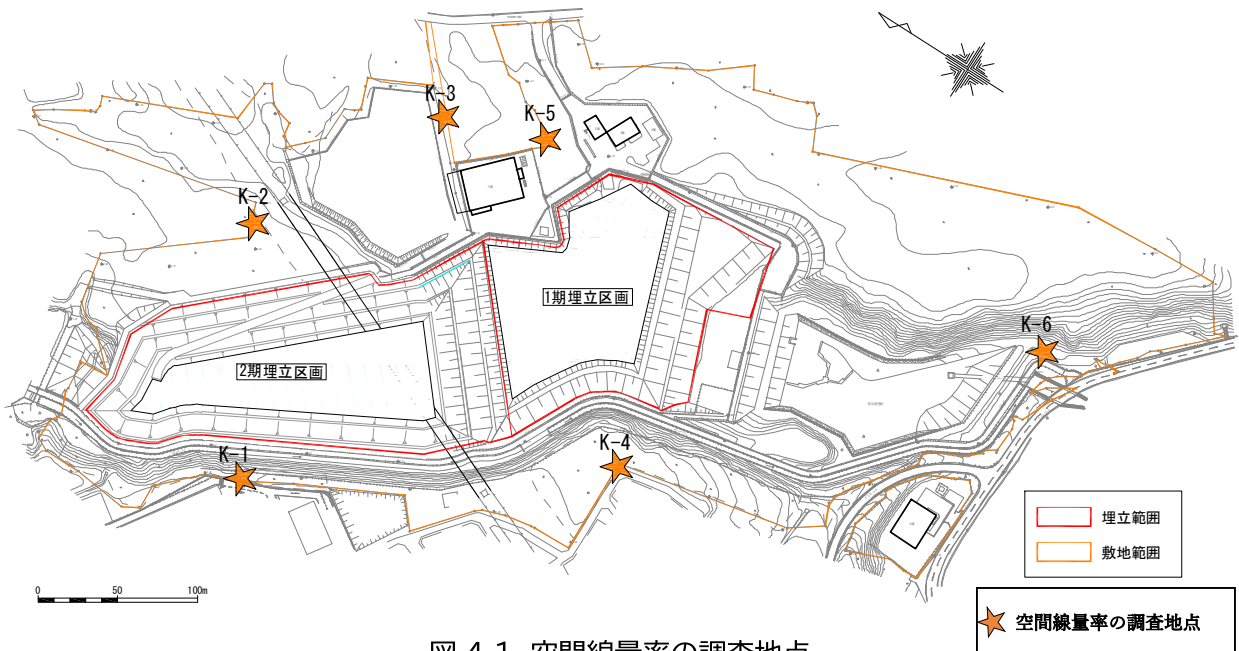 K-3
K-5
K-2
1期埋立区画
K-6
2期埋立区画
K-4
K-1
埋立範囲
敷地範囲
0 50 100m
空間線量率の調査地点
図 4.1 空間線量率の調査地点